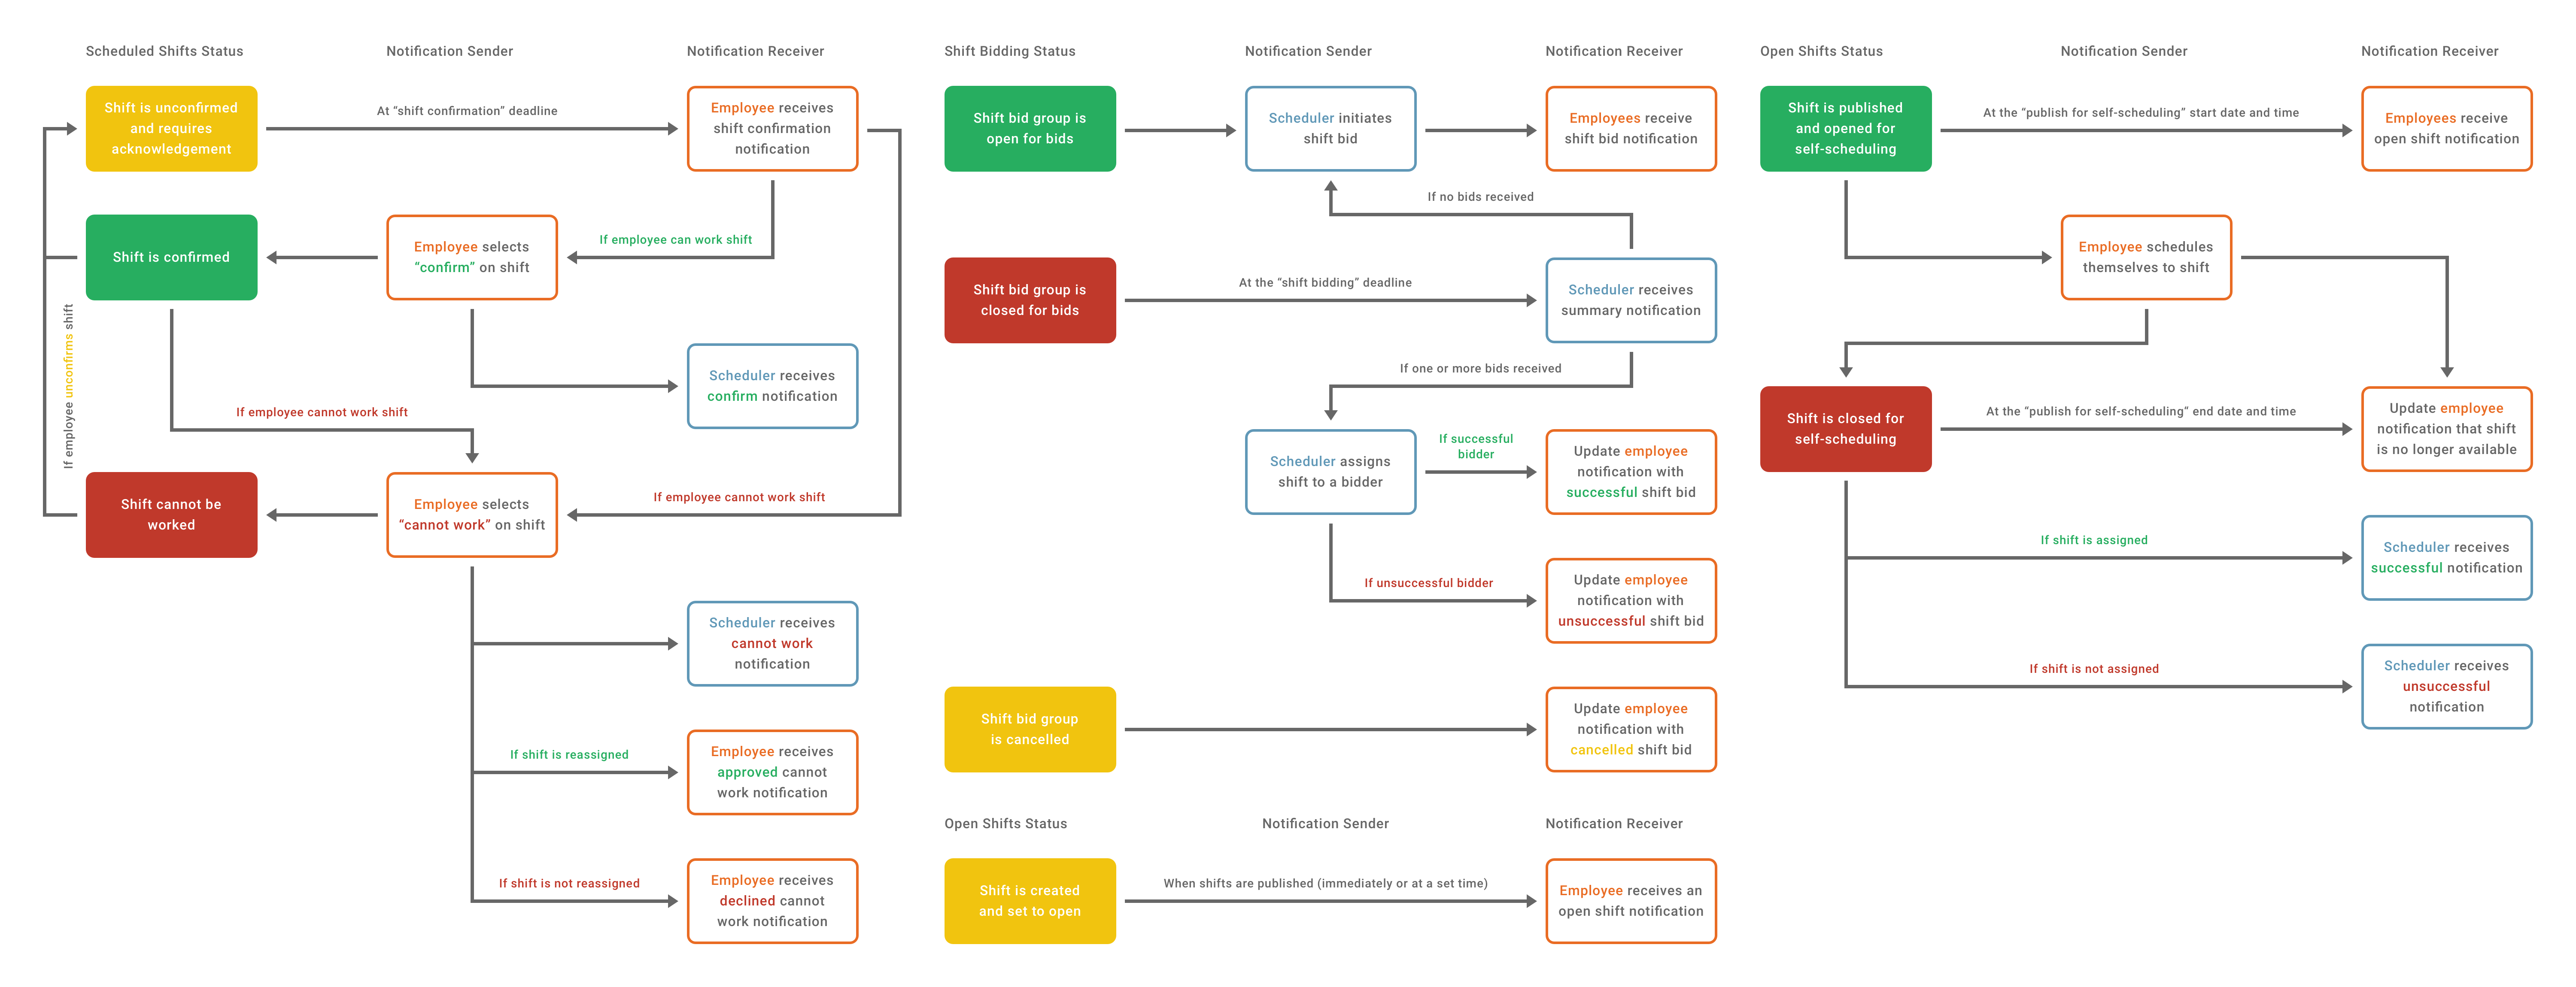 Scheduled Shifts Status
Notification Sender
Notification Receiver
Shift is unconfirmed
and requires
acknowledgement
At “shift confirmation” deadline
Employee receives
shift confirmation
notification
Shift is confirmed
Employee selects
“confirm” on shift
If employee can work shift
If employee unconfirms shift
Scheduler receives
confirm notification
If employee cannot work shift
Shift cannot be
worked
Employee selects
“cannot work” on shift
If employee cannot work shift
Scheduler receives
cannot work
notification
If shift is reassigned
Employee receives
approved cannot
work notification
If shift is not reassigned
Employee receives
declined cannot
work notification
Shift Bidding Status
Notification Sender
Notification Receiver
Shift bid group is
open for bids
Scheduler initiates
shift bid
Employees receive
shift bid notification
If no bids received
Shift bid group is
closed for bids
At the “shift bidding” deadline
Scheduler receives
summary notification
If one or more bids received
Scheduler assigns
shift to a bidder
If successful
bidder
Update employee
notification with
successful shift bid
If unsuccessful bidder
Update employee
notification with
unsuccessful shift bid
Shift bid group
is cancelled
Update employee
notification with
cancelled shift bid
Open Shifts Status
Notification Sender
Notification Receiver
Shift is created
and set to open
When shifts are published (immediately or at a set time)
Employee receives an
open shift notification
Open Shifts Status
Notification Sender
Notification Receiver
Shift is published
and opened for
self-scheduling
At the “publish for self-scheduling” start date and time
Employees receive
open shift notification
Employee schedules
themselves to shift
Shift is closed for
self-scheduling
At the “publish for self-scheduling” end date and time
Update employee
notification that shift
is no longer available
If shift is assigned
Scheduler receives
successful notification
If shift is not assigned
Scheduler receives
unsuccessful
notification